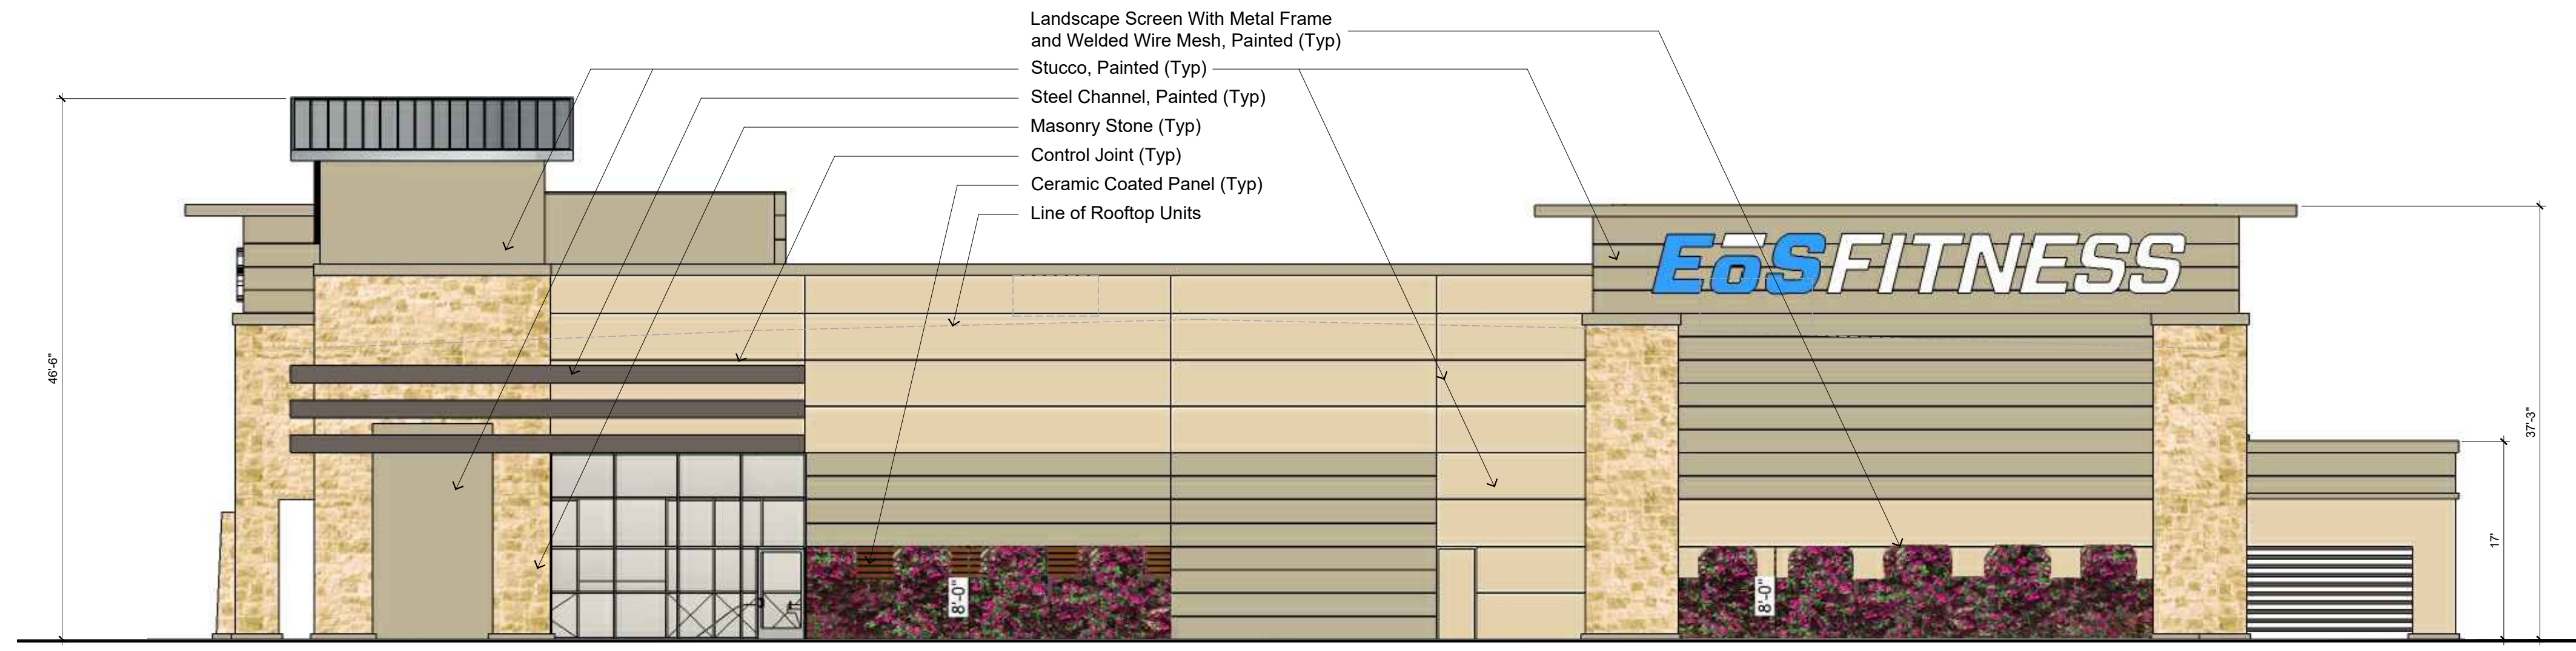 Landscape Screen With Metal Frame
and Welded Wire Mesh, Painted (Typ)
Stucco, Painted (Typ)
Steel Channel, Painted (Typ)
Masonry Stone (Typ)
Control Joint (Typ)
Ceramic Coated Panel (Typ)
Line of Rooftop Units
EōSFITNESS
46'-6"
37'-3"
17'
8'-0"
8'-0"